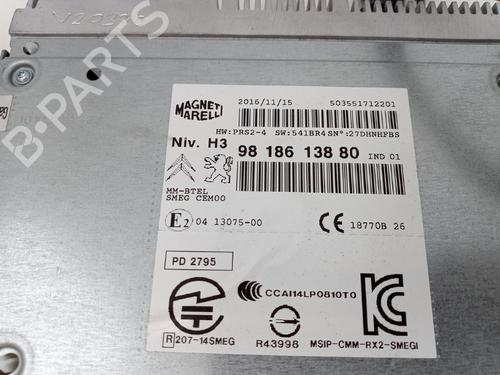 MAGNETI
MARELLI
2016/11/15
503551712201
HW:PRS2-4 SW:541BR4SN°:27DHNHFBS
Niv. H3
98 186 138 80
IND 01
MM-BTEL
SMEG CEM00
E2
04 13075-00
CE
18770B 26
PD 2795
CCAI14LP0810T0
R 207-14SMEG
R43998
MSIP-CMM-RX2-SMEGI
B-PARTS